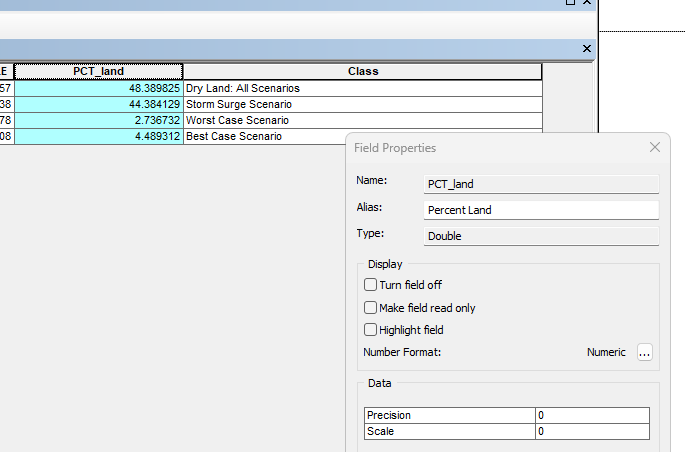 LE PCT_land Class
57 48.389825 Dry Land: All Scenarios
38 44.384129 Storm Surge Scenario
78 2.736732 Worst Case Scenario
08 4.489312 Best Case Scenario
Field Properties
Name: PCT_land
Alias: Percent Land
Type: Double
Display
Turn field off
Make field read only
Highlight field
Number Format: Numeric ...
Data
Precision 0
Scale 0